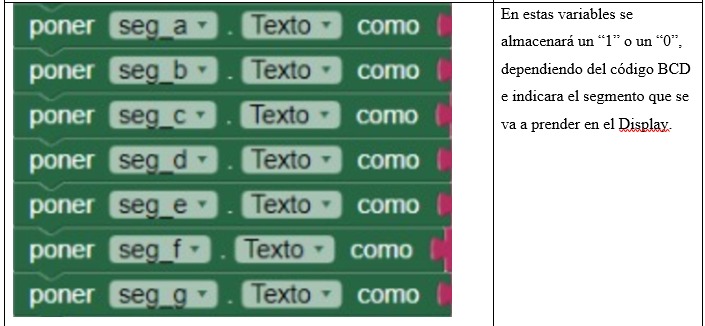 poner seg_a . Texto como
poner seg_b . Texto como
poner seg_c . Texto como
poner seg_d . Texto como
poner seg_e . Texto como
poner seg_f . Texto como
poner seg_g . Texto como
En estas variables se
almacenará un “1” o un “0”,
dependiendo del código BCD
e indicara el segmento que se
va a prender en el Display.